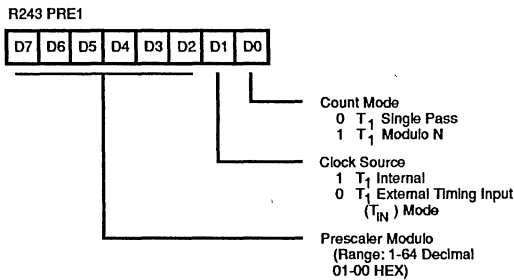 R243 PRE1
D7 D6 D5 D4 D3 D2 D1 D0
Count Mode
0 T1 Single Pass
1 T1 Modulo N
Clock Source
1 T1 Internal
0 T1 External Timing Input
(TIN) Mode
Prescaler Modulo
(Range: 1-64 Decimal
01-00 HEX)